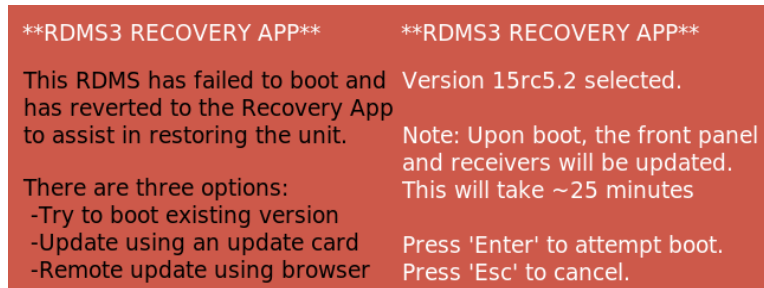 **RDMS3 RECOVERY APP**
This RDMS has failed to boot and
has reverted to the Recovery App
to assist in restoring the unit.
There are three options:
-Try to boot existing version
-Update using an update card
-Remote update using browser
**RDMS3 RECOVERY APP**
Version 15rc5.2 selected.
Note: Upon boot, the front panel
and receivers will be updated.
This will take ~25 minutes
Press 'Enter' to attempt boot.
Press 'Esc' to cancel.